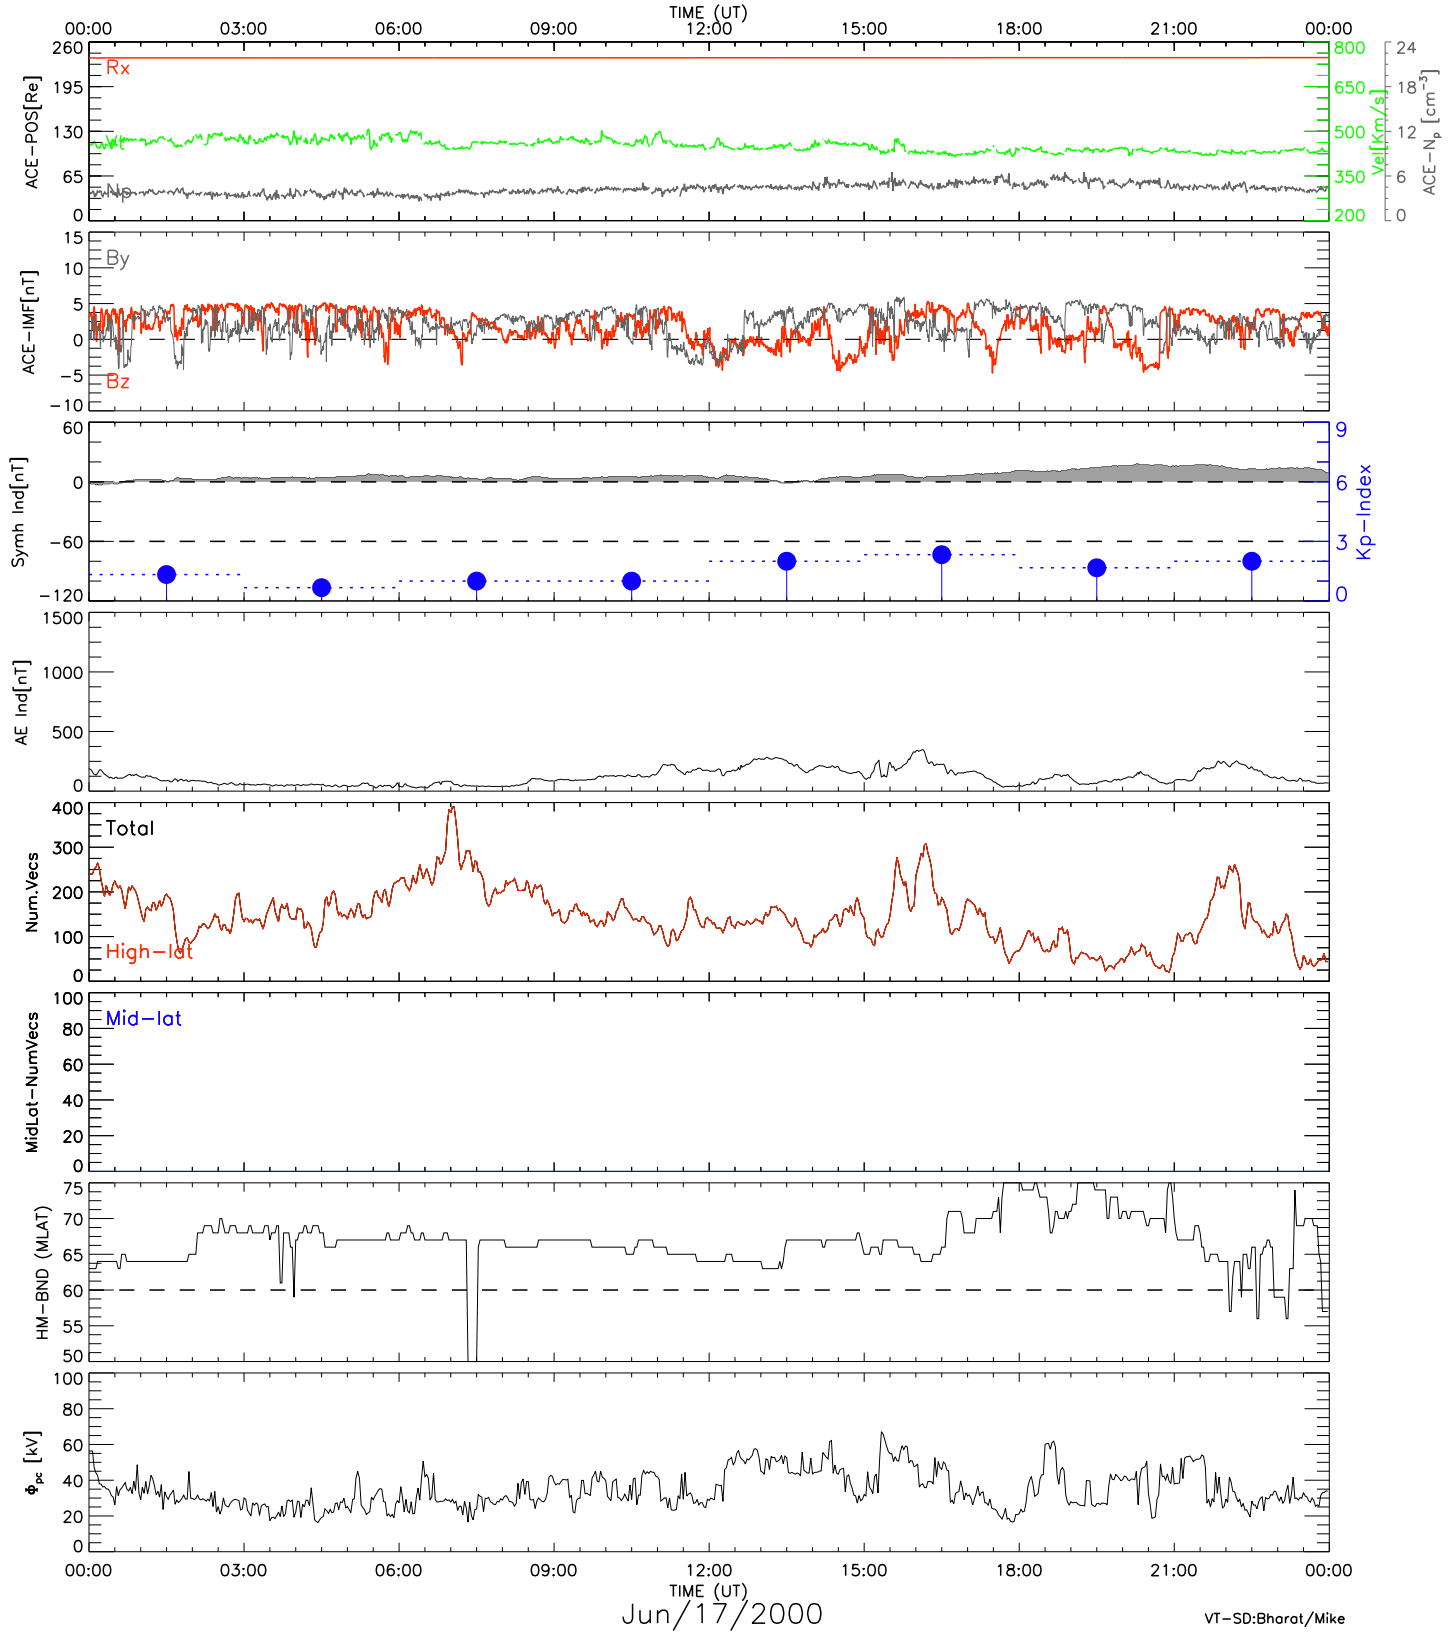 TIME (UT)
00:00 03:00 06:00 09:00 12:00 15:00 18:00 21:00 00:00
260 195 130 65 0
ACE-POS[Re]
Rx
Np
800 650 500 350 200
Vel[Km/s]
24 18 12 6 0
ACE-Np [cm-3]
15 10 5 0 -5 -10
ACE-IMF[nT]
By
Bz
60 0 -60 -120
Symh Ind[nT]
9 6 3 0
Kp-Index
1500 1000 500 0
AE Ind[nT]
400 300 200 100 0
Num.Vecs
Total
High-lat
100 80 60 40 20 0
MidLat-NumVecs
Mid-lat
75 70 65 60 55 50
HM-BND (MLAT)
100 80 60 40 20 0
Φpc [kV]
00:00 03:00 06:00 09:00 12:00 15:00 18:00 21:00 00:00
TIME (UT)
Jun/17/2000
VT-SD:Bharat/Mike